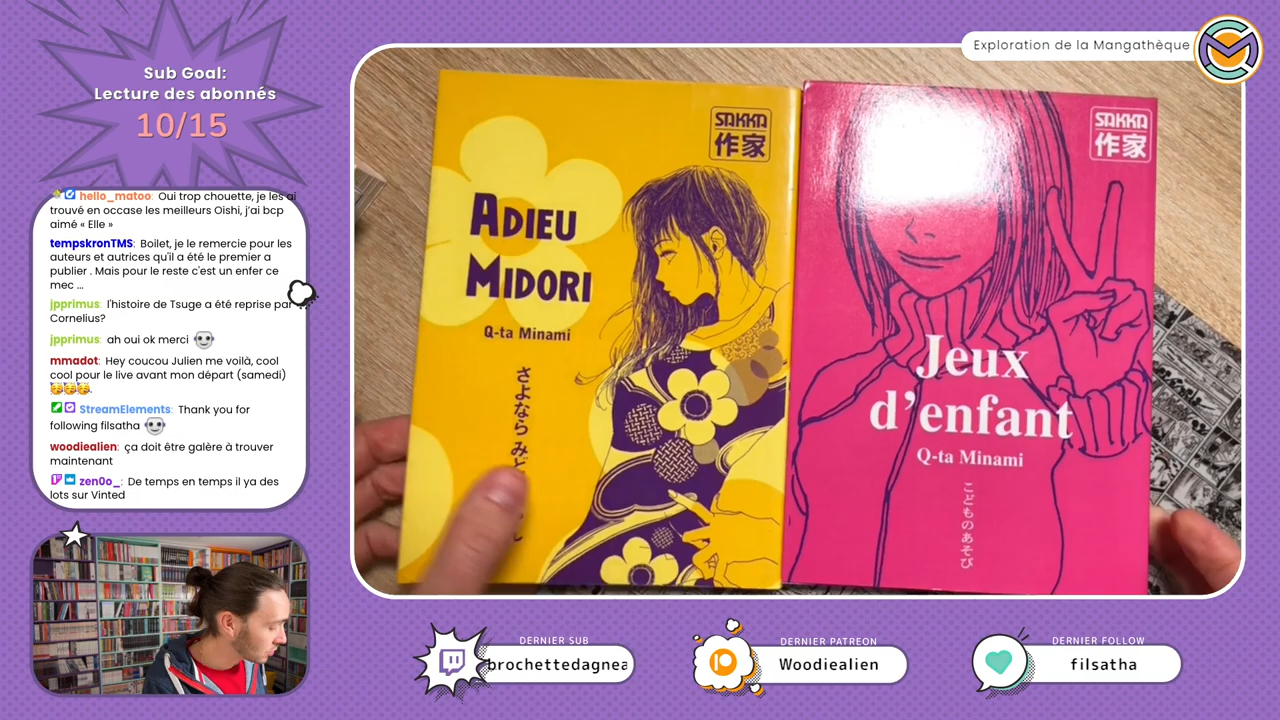 Sub Goal:
Lecture des abonnés
10/15
hello_matoo: Oui trop chouette, je les ai
trouvé en occase les meilleurs Oishi, j'ai bcp
aimé « Elle »
tempskronTMS: Boilet, je le remercie pour les
auteurs et autrices qu'il a été le premier a
publier . Mais pour le reste c'est un enfer ce
mec ...
jpprimus: l'histoire de Tsuge a été reprise par
Cornelius?
jpprimus: ah oui ok merci
mmadot: Hey coucou Julien me voilà, cool
cool pour le live avant mon départ (samedi)
🥳🥳🥳.
StreamElements: Thank you for
following filsatha
woodiealien: ça doit être galère à trouver
maintenant
zen0o_: De temps en temps il ya des
lots sur Vinted
Exploration de la Mangathèque
SAKKA
作家
ADIEU
MIDORI
Q-ta Minami
さよなら みど
SAKKA
作家
Jeux
d'enfant
Q-ta Minami
こどものあそび
DERNIER SUB
brochettedagnea
DERNIER PATREON
Woodiealien
DERNIER FOLLOW
filsatha